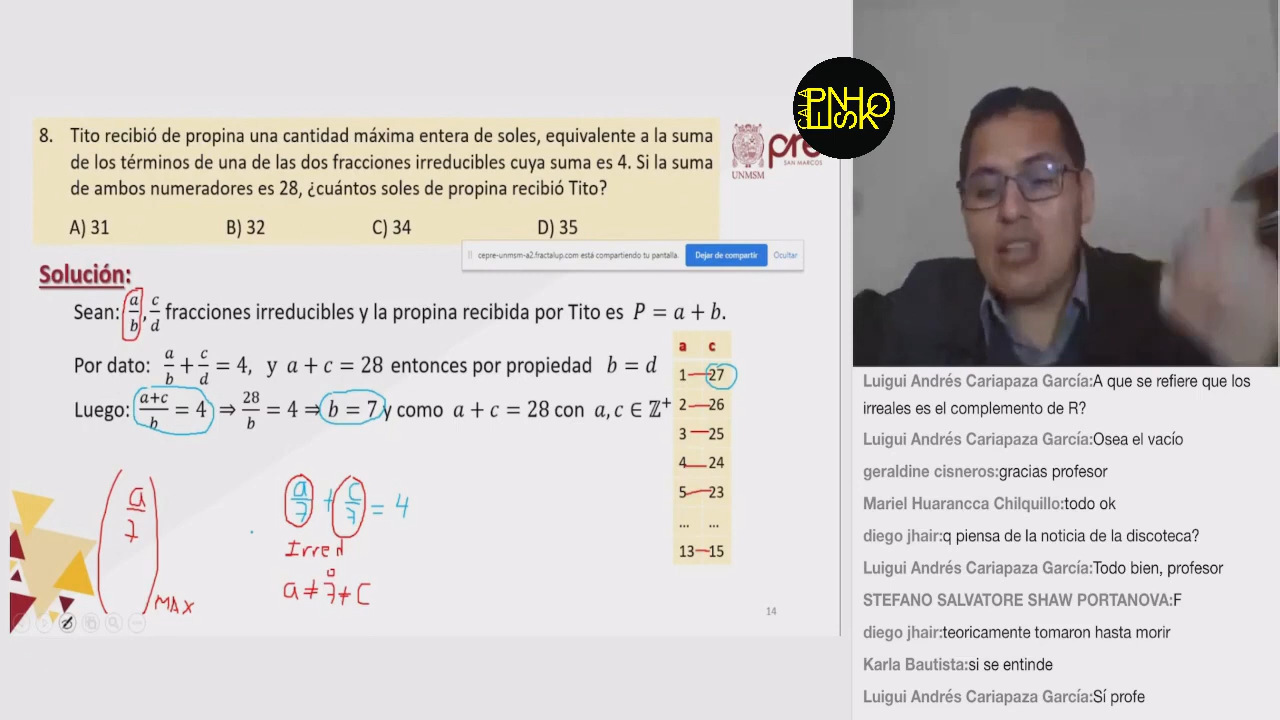 CALA
PEN
ESKHO
8. Tito recibió de propina una cantidad máxima entera de soles, equivalente a la suma
de los términos de una de las dos fracciones irreducibles cuya suma es 4. Si la suma
de ambos numeradores es 28, ¿cuántos soles de propina recibió Tito?
A) 31 B) 32 C) 34 D) 35
UNMSM
pre
SAN MARCOS
cepre-unmsm-a2.fractalup.com está compartiendo tu pantalla. Dejar de compartir Ocultar
Solución:
Sean: a/b, c/d fracciones irreducibles y la propina recibida por Tito es P = a + b.
Por dato: a/b + c/d = 4, y a + c = 28 entonces por propiedad b = d
Luego: (a+c)/b = 4 ⇒ 28/b = 4 ⇒ b = 7 y como a + c = 28 con a, c ∈ ℤ⁺
a c
1 27
2 26
3 25
4 24
5 23
... ...
13 15
a/7
MAX
a/7 + c/7 = 4
Irred
a ≠ 7̊ ≠ c
14
Luigui Andrés Cariapaza García:A que se refiere que los
irreales es el complemento de R?
Luigui Andrés Cariapaza García:Osea el vacío
geraldine cisneros:gracias profesor
Mariel Huarancca Chilquillo:todo ok
diego jhair:q piensa de la noticia de la discoteca?
Luigui Andrés Cariapaza García:Todo bien, profesor
STEFANO SALVATORE SHAW PORTANOVA:F
diego jhair:teoricamente tomaron hasta morir
Karla Bautista:si se entinde
Luigui Andrés Cariapaza García:Sí profe